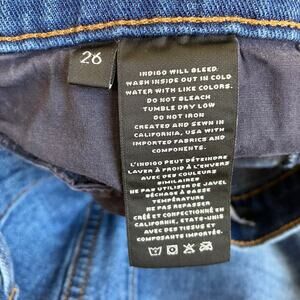 26
INDIGO WILL BLEED.
WASH INSIDE OUT IN COLD
WATER WITH LIKE COLORS.
DO NOT BLEACH
TUMBLE DRY LOW
DO NOT IRON
CREATED AND SEWN IN
CALIFORNIA, USA WITH
IMPORTED FABRICS AND
COMPONENTS.
L'INDIGO PEUT DÉTEINDRE
LAVER À FROID À L'ENVERS
AVEC DES COULEURS
SIMILAIRES
NE PAS UTILISER DE JAVEL
SÉCHAGE À BASSE
TEMPÉRATURE
NE PAS REPASSER
CRÉÉ ET CONFECTIONNÉ EN
CALIFORNIE, ÉTATS-UNIS
AVEC DES TISSUS ET
COMPOSANTS IMPORTÉS.